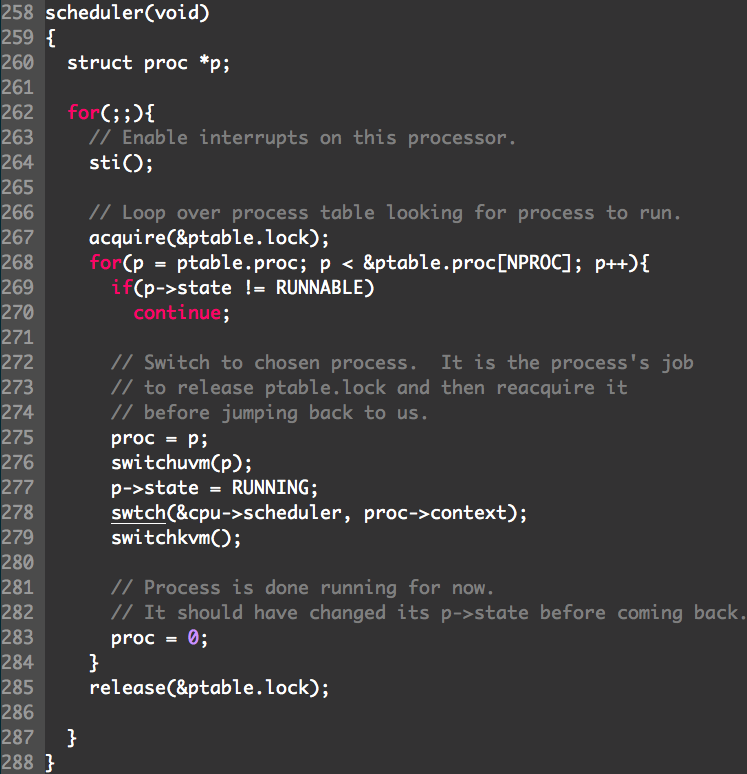 258 scheduler(void)
259 {
260   struct proc *p;
261
262   for(;;){
263     // Enable interrupts on this processor.
264     sti();
265
266     // Loop over process table looking for process to run.
267     acquire(&ptable.lock);
268     for(p = ptable.proc; p < &ptable.proc[NPROC]; p++){
269       if(p->state != RUNNABLE)
270         continue;
271
272       // Switch to chosen process.  It is the process's job
273       // to release ptable.lock and then reacquire it
274       // before jumping back to us.
275       proc = p;
276       switchuvm(p);
277       p->state = RUNNING;
278       swtch(&cpu->scheduler, proc->context);
279       switchkvm();
280
281       // Process is done running for now.
282       // It should have changed its p->state before coming back.
283       proc = 0;
284     }
285     release(&ptable.lock);
286
287   }
288 }